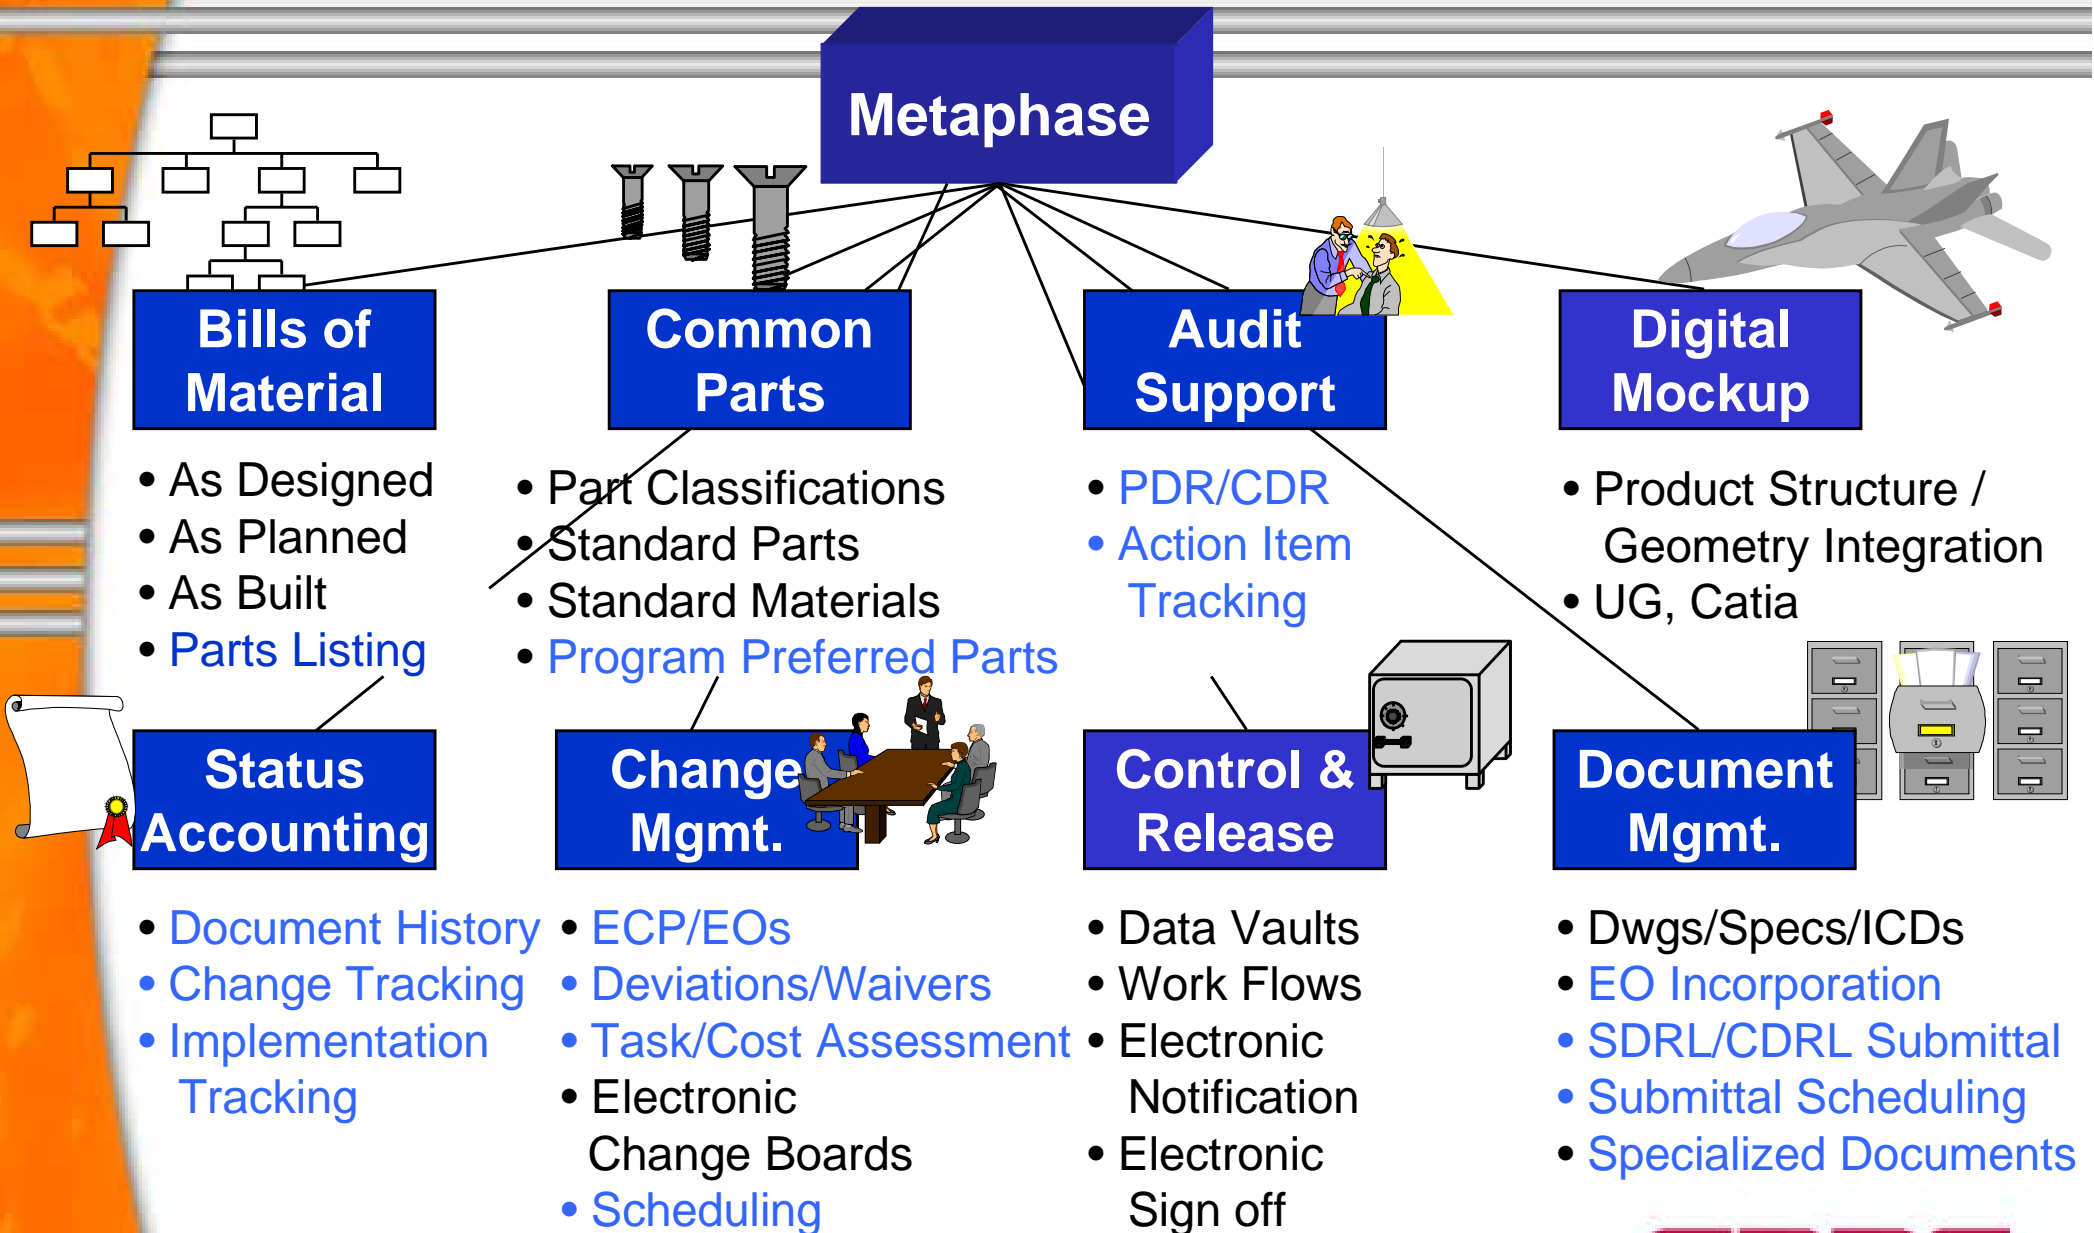 Metaphase
Bills of
Material
• As Designed
• As Planned
• As Built
• Parts Listing
Common
Parts
• Part Classifications
• Standard Parts
• Standard Materials
• Program Preferred Parts
Audit
Support
• PDR/CDR
• Action Item
Tracking
Digital
Mockup
• Product Structure /
Geometry Integration
• UG, Catia
Status
Accounting
• Document History
• Change Tracking
• Implementation
Tracking
Change
Mgmt.
• ECP/EOs
• Deviations/Waivers
• Task/Cost Assessment
• Electronic
Change Boards
• Scheduling
Control &
Release
• Data Vaults
• Work Flows
• Electronic
Notification
• Electronic
Sign off
Document
Mgmt.
• Dwgs/Specs/ICDs
• EO Incorporation
• SDRL/CDRL Submittal
• Submittal Scheduling
• Specialized Documents